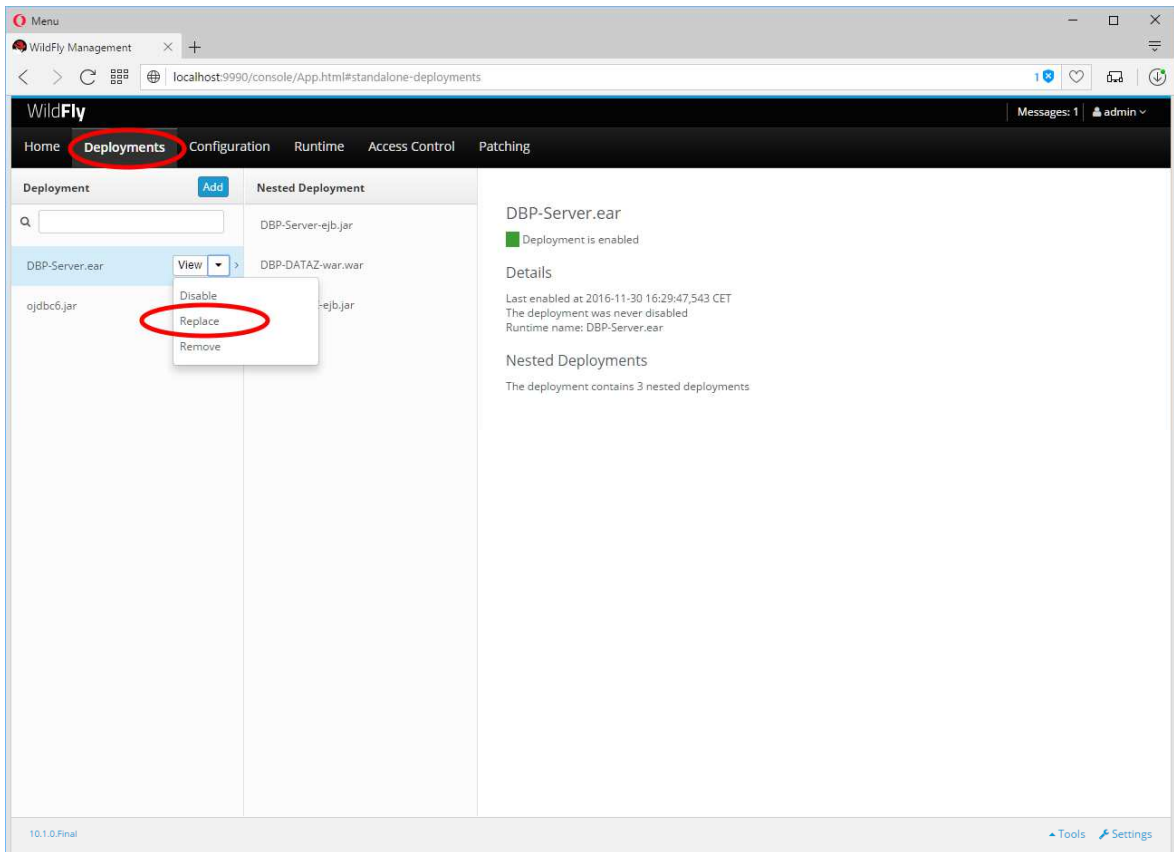 Menu
WildFly Management
localhost:9990/console/App.html#standalone-deployments
1
WildFly
Messages: 1 admin
Home Deployments Configuration Runtime Access Control Patching
Deployment Add
Nested Deployment
DBP-Server.ear View
ojdbc6.jar
Disable
Replace
Remove
DBP-Server-ejb.jar
DBP-DATAZ-war.war
-ejb.jar
DBP-Server.ear
Deployment is enabled
Details
Last enabled at 2016-11-30 16:29:47,543 CET
The deployment was never disabled
Runtime name: DBP-Server.ear
Nested Deployments
The deployment contains 3 nested deployments
10.1.0.Final
Tools Settings